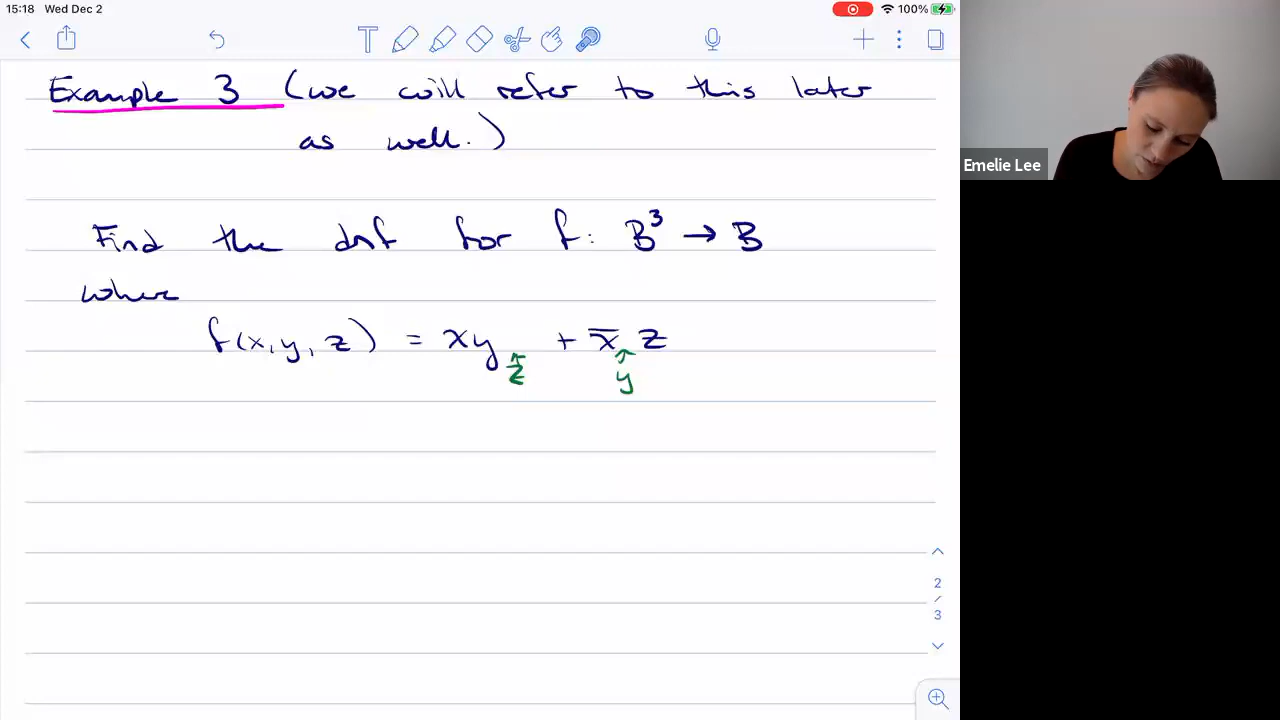 15:18 Wed Dec 2 100%
T
Example 3 (we will refer to this later
as well.)
Emelie Lee
Find the dnf for f: B³ → B
where
f(x, y, z) = xy + x̄ z
z y
2
/
3